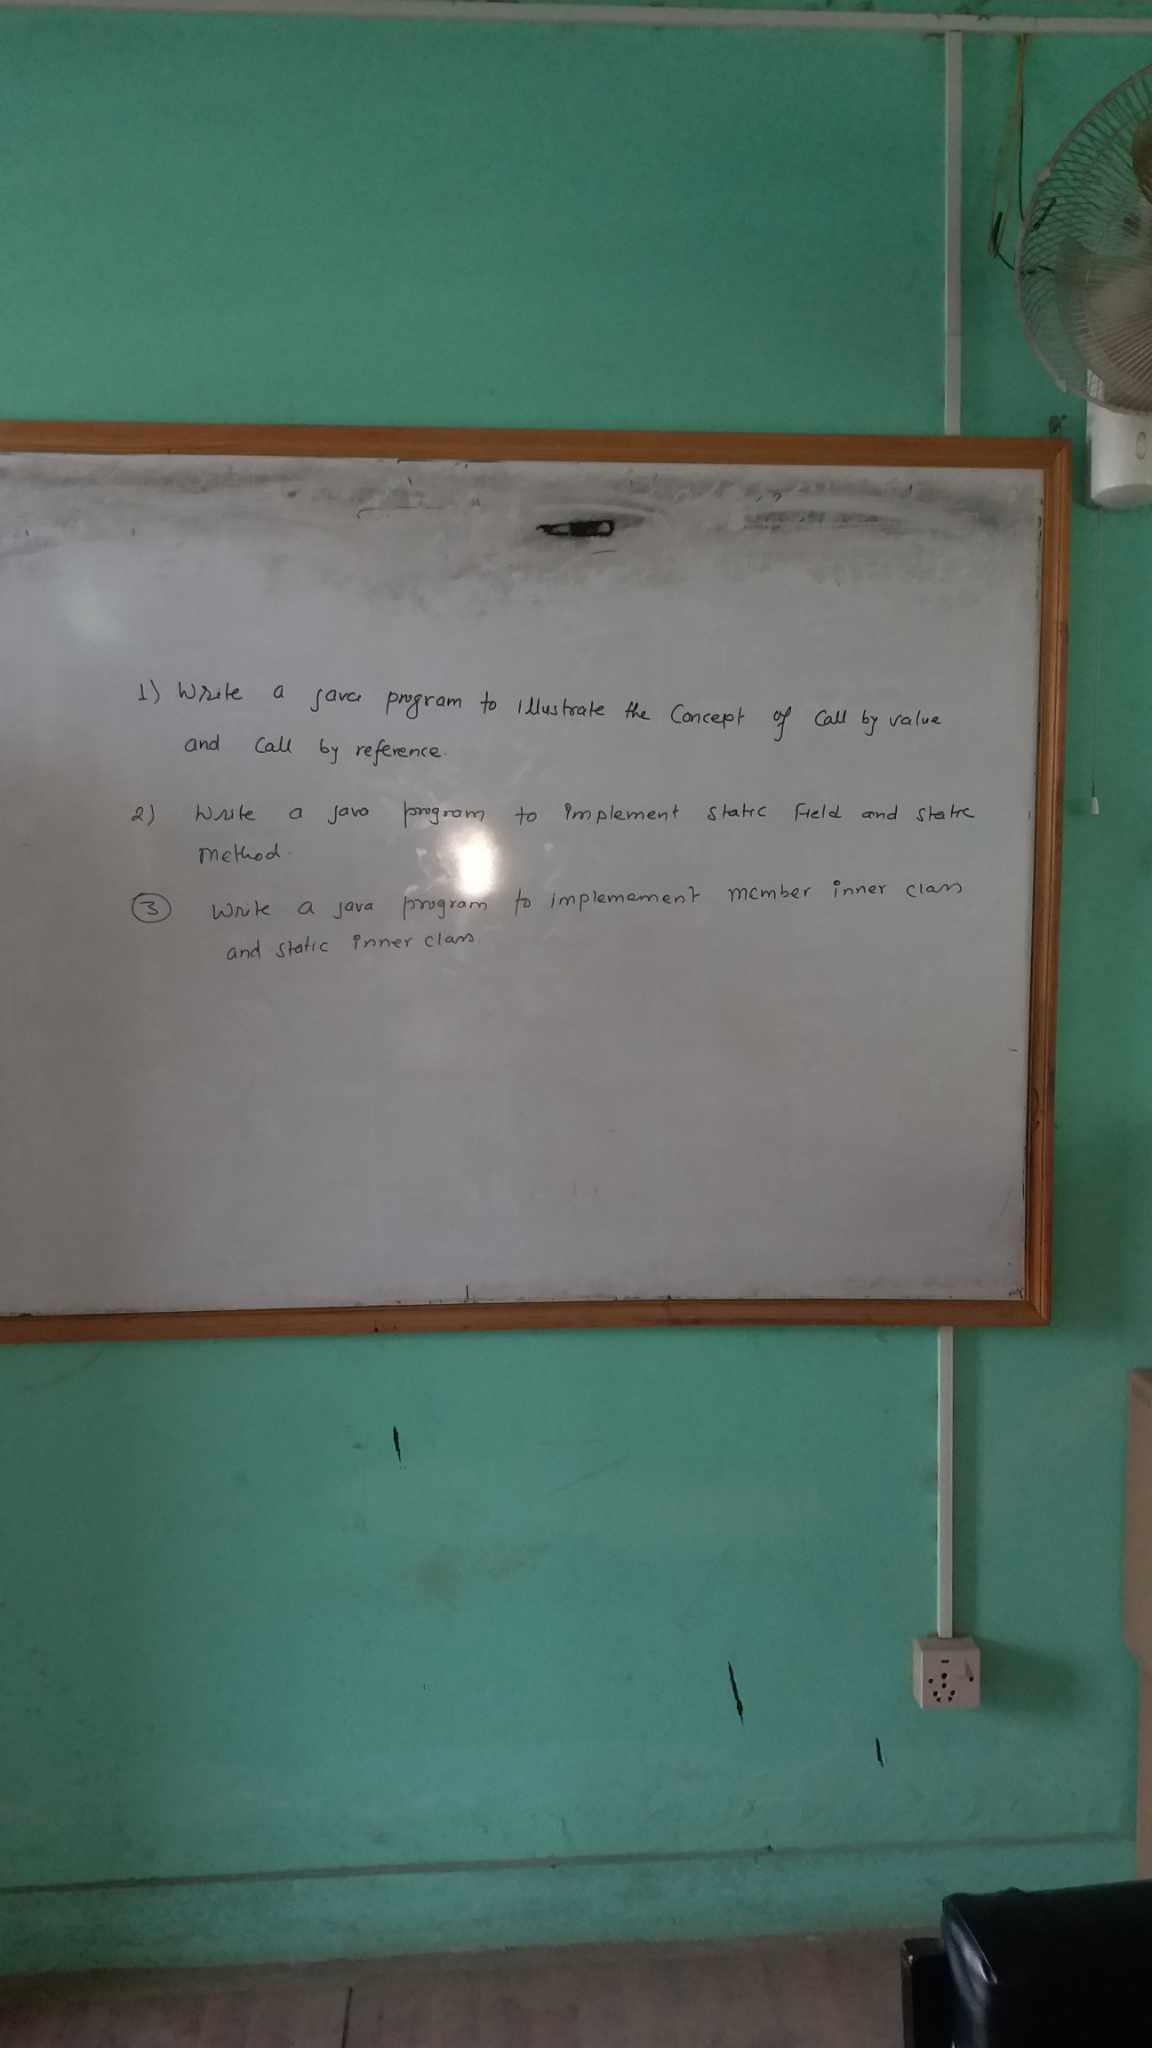 1) Write a java program to illustrate the Concept of Call by value
and Call by reference.
2) Write a java program to implement static field and static
method.
3 Write a java program to implemement member inner class
and static inner class.